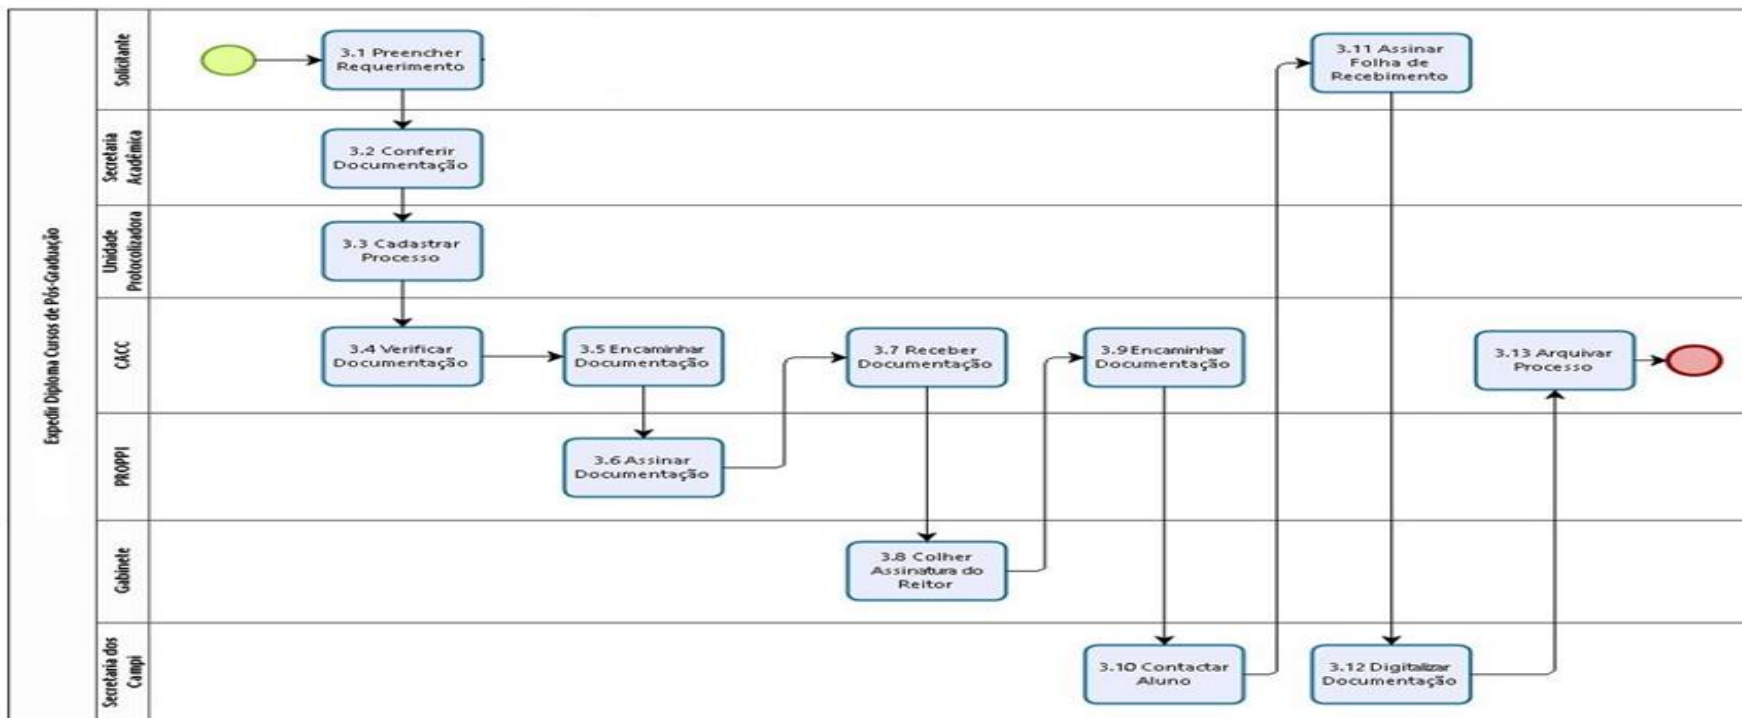 Expedir Diploma Cursos de Pós-Graduação
Solicitante
3.1 Preencher
Requerimento
3.11 Assinar
Folha de
Recebimento
Secretaria
Acadêmica
3.2 Conferir
Documentação
Unidade
Protocolizadora
3.3 Cadastrar
Processo
CACC
3.4 Verificar
Documentação
3.5 Encaminhar
Documentação
3.7 Receber
Documentação
3.9 Encaminhar
Documentação
3.13 Arquivar
Processo
PROPPI
3.6 Assinar
Documentação
Gabinele
3.8 Colher
Assinatura do
Reitor
Secretaria dos
Campi
3.10 Contactar
Aluno
3.12 Digitalizar
Documentação